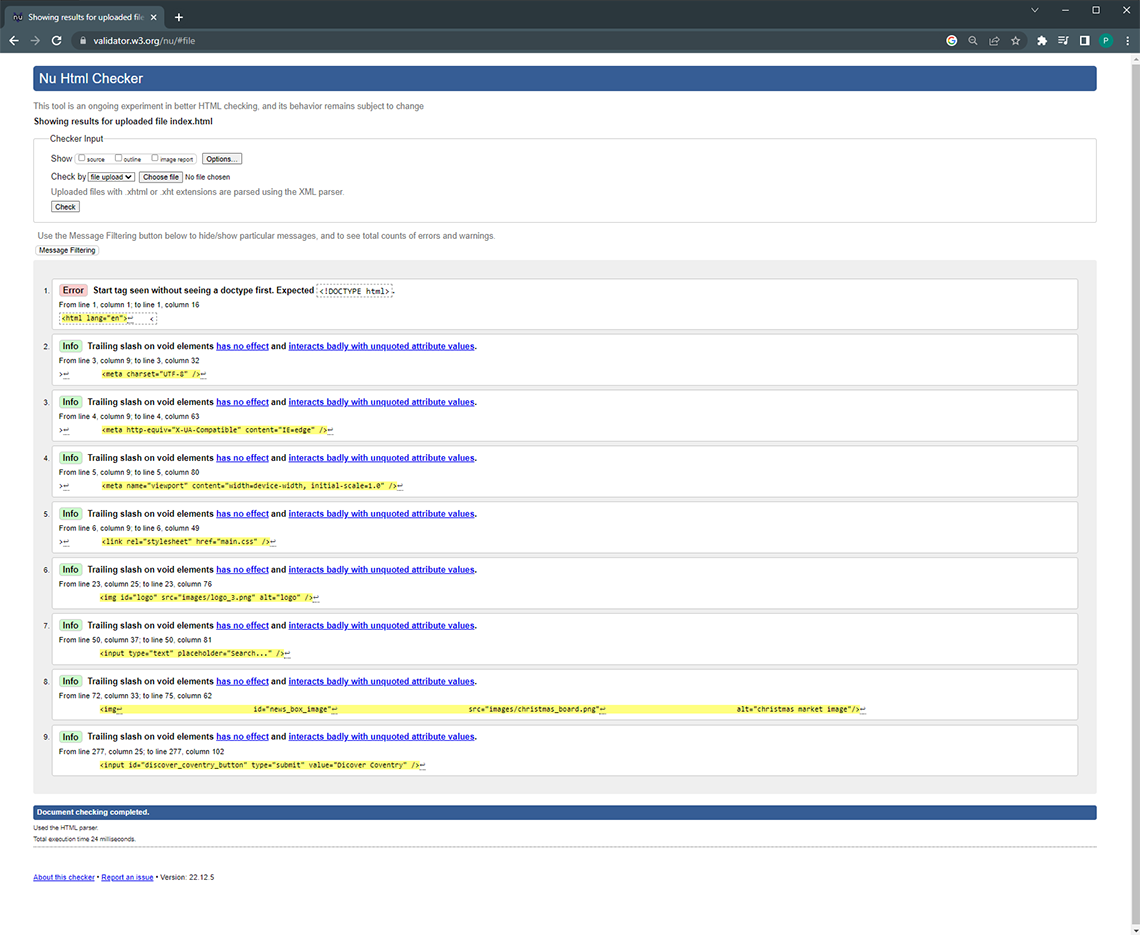 nu Showing results for uploaded file
validator.w3.org/nu/#file
P
Nu Html Checker
This tool is an ongoing experiment in better HTML checking, and its behavior remains subject to change
Showing results for uploaded file index.html
Checker Input
Show source outline image report Options...
Check by file upload Choose file No file chosen
Uploaded files with .xhtml or .xht extensions are parsed using the XML parser.
Check
Use the Message Filtering button below to hide/show particular messages, and to see total counts of errors and warnings.
Message Filtering
1. Error Start tag seen without seeing a doctype first. Expected <!DOCTYPE html>.
From line 1, column 1; to line 1, column 16
<html lang="en">↩ <
2. Info Trailing slash on void elements has no effect and interacts badly with unquoted attribute values.
From line 3, column 9; to line 3, column 32
>↩ <meta charset="UTF-8" />↩
3. Info Trailing slash on void elements has no effect and interacts badly with unquoted attribute values.
From line 4, column 9; to line 4, column 63
>↩ <meta http-equiv="X-UA-Compatible" content="IE=edge" />↩
4. Info Trailing slash on void elements has no effect and interacts badly with unquoted attribute values.
From line 5, column 9; to line 5, column 80
>↩ <meta name="viewport" content="width=device-width, initial-scale=1.0" />↩
5. Info Trailing slash on void elements has no effect and interacts badly with unquoted attribute values.
From line 6, column 9; to line 6, column 49
>↩ <link rel="stylesheet" href="main.css" />↩
6. Info Trailing slash on void elements has no effect and interacts badly with unquoted attribute values.
From line 23, column 25; to line 23, column 76
<img id="logo" src="images/logo_3.png" alt="logo" />↩
7. Info Trailing slash on void elements has no effect and interacts badly with unquoted attribute values.
From line 50, column 37; to line 50, column 81
<input type="text" placeholder="Search..." />↩
8. Info Trailing slash on void elements has no effect and interacts badly with unquoted attribute values.
From line 72, column 33; to line 75, column 62
<img↩ id="news_box_image"↩ src="images/christmas_board.png"↩ alt="christmas market image"/>↩
9. Info Trailing slash on void elements has no effect and interacts badly with unquoted attribute values.
From line 277, column 25; to line 277, column 102
<input id="discover_coventry_button" type="submit" value="Dicover Coventry" />↩
Document checking completed.
Used the HTML parser.
Total execution time 24 milliseconds.
About this checker • Report an issue • Version: 22.12.5